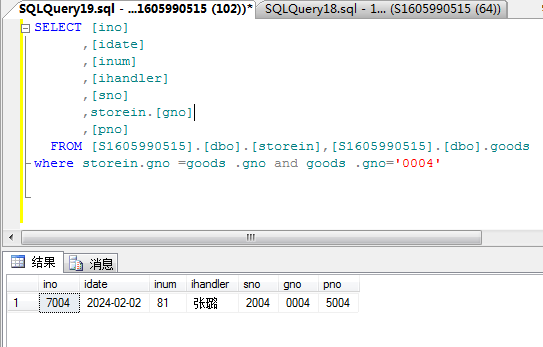 SQLQuery19.sql - ...1605990515 (102))* SQLQuery18.sql - 1... (S1605990515 (64))
SELECT [ino]
,[idate]
,[inum]
,[ihandler]
,[sno]
,storein.[gno]
,[pno]
FROM [S1605990515].[dbo].[storein],[S1605990515].[dbo].goods
where storein.gno =goods .gno and goods .gno='0004'
结果 消息
ino idate inum ihandler sno gno pno
1 7004 2024-02-02 81 张璐 2004 0004 5004